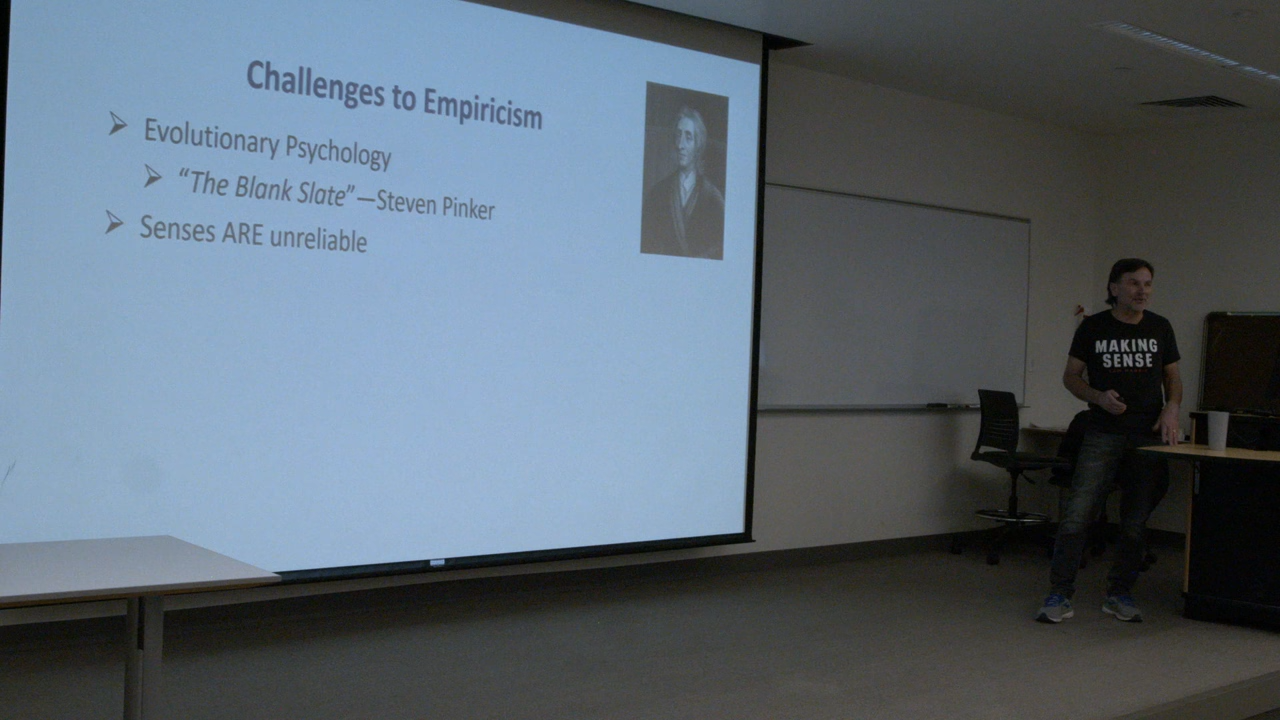 Challenges to Empiricism
Evolutionary Psychology
“The Blank Slate”—Steven Pinker
Senses ARE unreliable
MAKING
SENSE